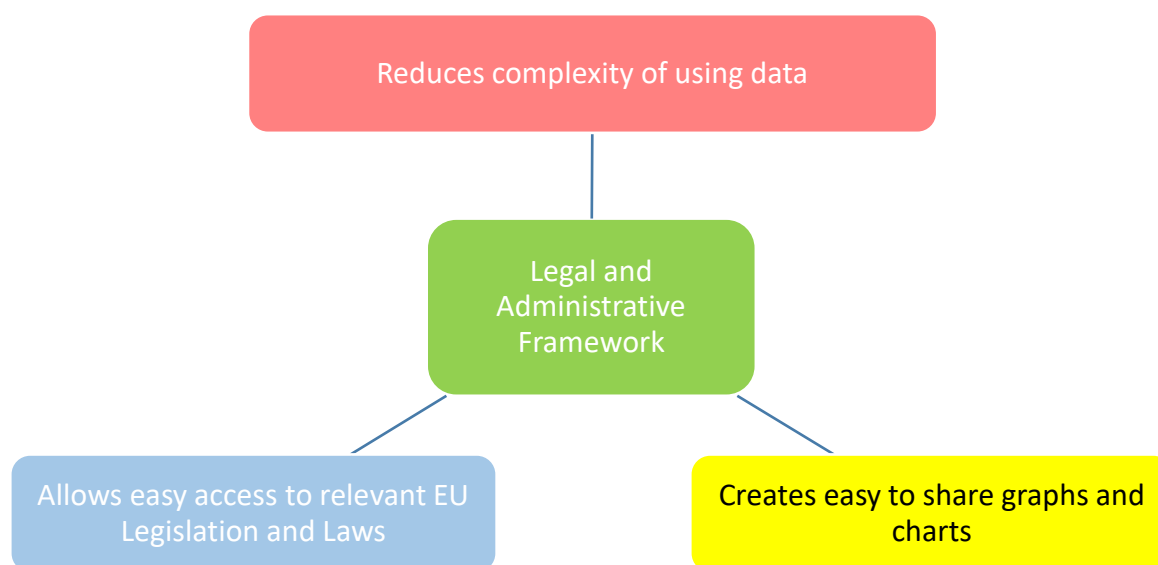 Reduces complexity of using data
Legal and
Administrative
Framework
Allows easy access to relevant EU
Legislation and Laws
Creates easy to share graphs and
charts